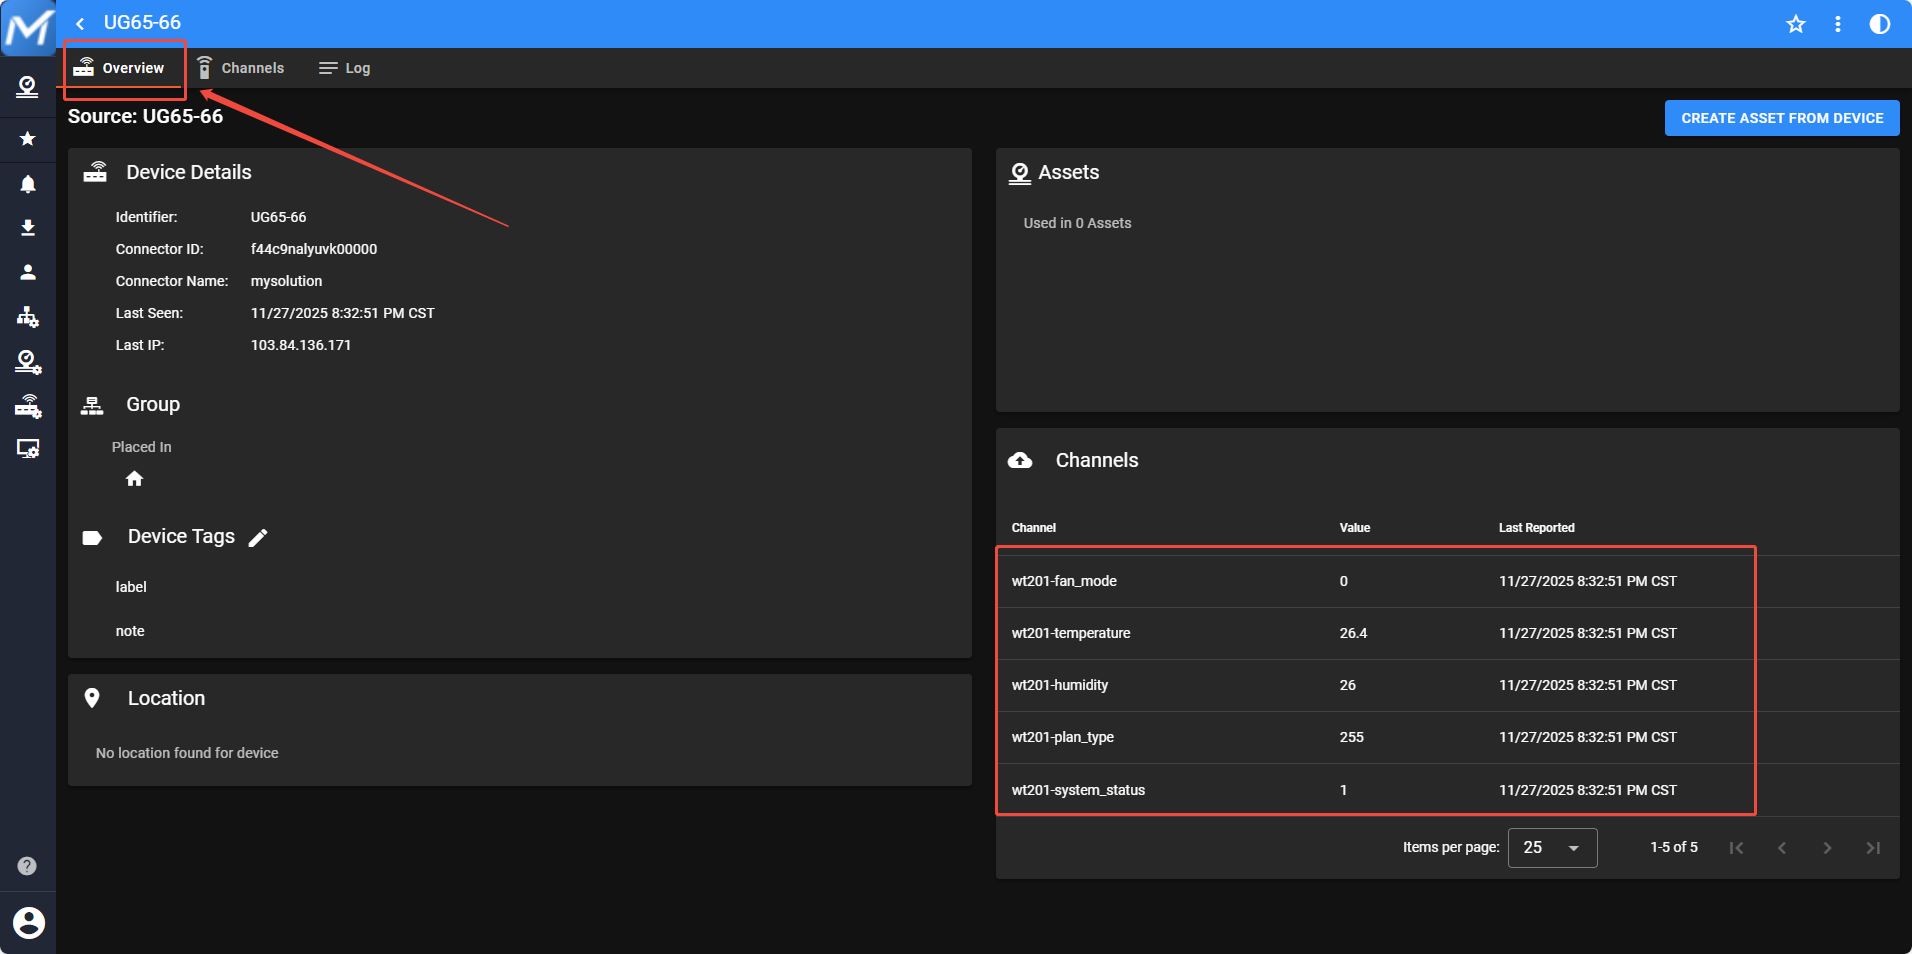 UG65-66
Overview
Channels
Log
Source: UG65-66
CREATE ASSET FROM DEVICE
Device Details
Identifier: UG65-66
Connector ID: f44c9nalyuvk00000
Connector Name: mysolution
Last Seen: 11/27/2025 8:32:51 PM CST
Last IP: 103.84.136.171
Group
Placed In
Device Tags
label
note
Location
No location found for device
Assets
Used in 0 Assets
Channels
Channel Value Last Reported
wt201-fan_mode 0 11/27/2025 8:32:51 PM CST
wt201-temperature 26.4 11/27/2025 8:32:51 PM CST
wt201-humidity 26 11/27/2025 8:32:51 PM CST
wt201-plan_type 255 11/27/2025 8:32:51 PM CST
wt201-system_status 1 11/27/2025 8:32:51 PM CST
Items per page: 25 1-5 of 5